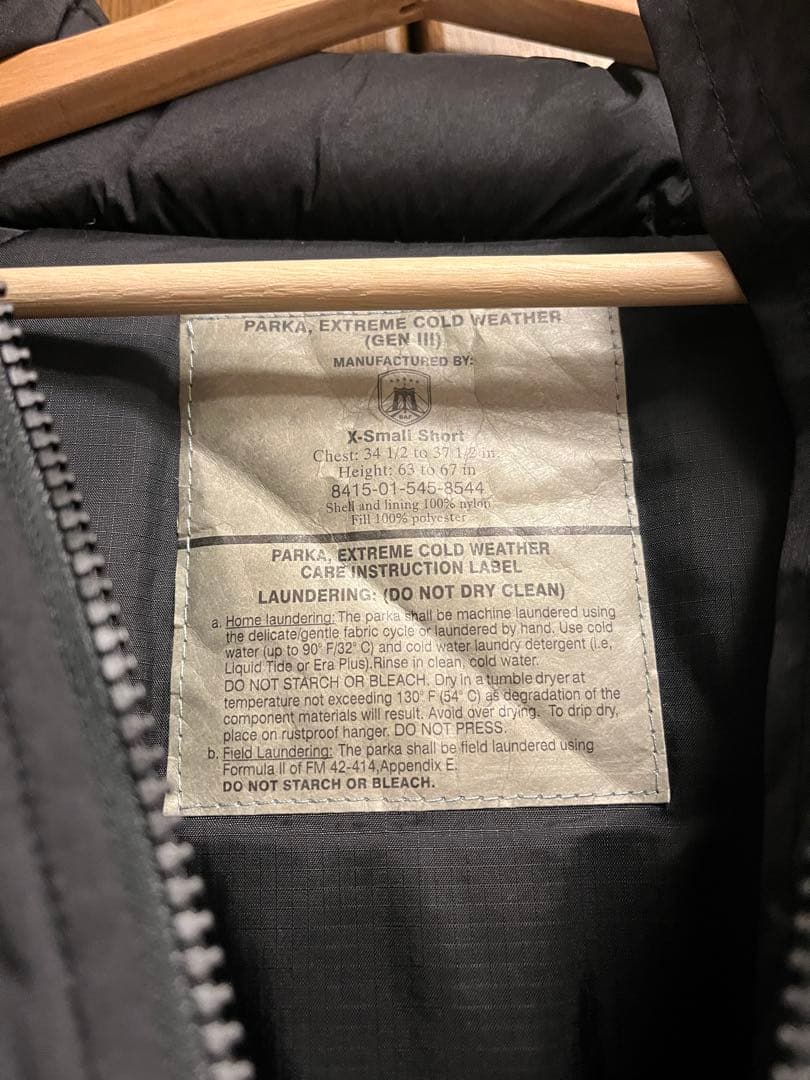 PARKA, EXTREME COLD WEATHER
(GEN III)
MANUFACTURED BY:
X-Small Short
Chest: 34 1/2 to 37 1/2 in.
Height: 63 to 67 in
8415-01-545-8544
Shell and lining 100% nylon
Fill 100% polyester
PARKA, EXTREME COLD WEATHER
CARE INSTRUCTION LABEL
LAUNDERING: (DO NOT DRY CLEAN)
a. Home laundering: The parka shall be machine laundered using
the delicate/gentle fabric cycle or laundered by hand. Use cold
water (up to 90° F/32° C) and cold water laundry detergent (i.e,
Liquid Tide or Era Plus).Rinse in clean, cold water.
DO NOT STARCH OR BLEACH. Dry in a tumble dryer at
temperature not exceeding 130° F (54° C) as degradation of the
component materials will result. Avoid over drying. To drip dry,
place on rustproof hanger. DO NOT PRESS.
b. Field Laundering: The parka shall be field laundered using
Formula II of FM 42-414,Appendix E.
DO NOT STARCH OR BLEACH.